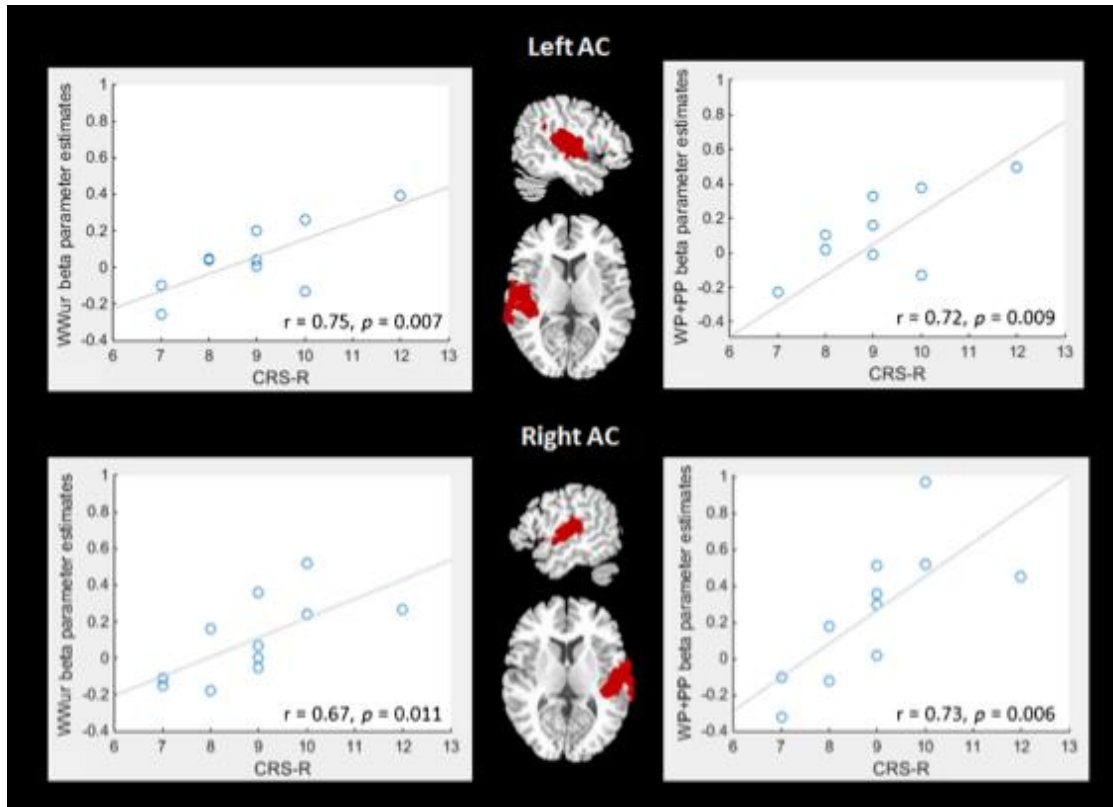 Left AC
WWur beta parameter estimates
1
0.8
0.6
0.4
0.2
0
-0.2
-0.4
6 7 8 9 10 11 12 13
CRS-R
r = 0.75, p = 0.007
WP+PP beta parameter estimates
1
0.8
0.6
0.4
0.2
0
-0.2
-0.4
6 7 8 9 10 11 12 13
CRS-R
r = 0.72, p = 0.009
Right AC
WWur beta parameter estimates
1
0.8
0.6
0.4
0.2
0
-0.2
-0.4
6 7 8 9 10 11 12 13
CRS-R
r = 0.67, p = 0.011
WP+PP beta parameter estimates
1
0.8
0.6
0.4
0.2
0
-0.2
-0.4
6 7 8 9 10 11 12 13
CRS-R
r = 0.73, p = 0.006